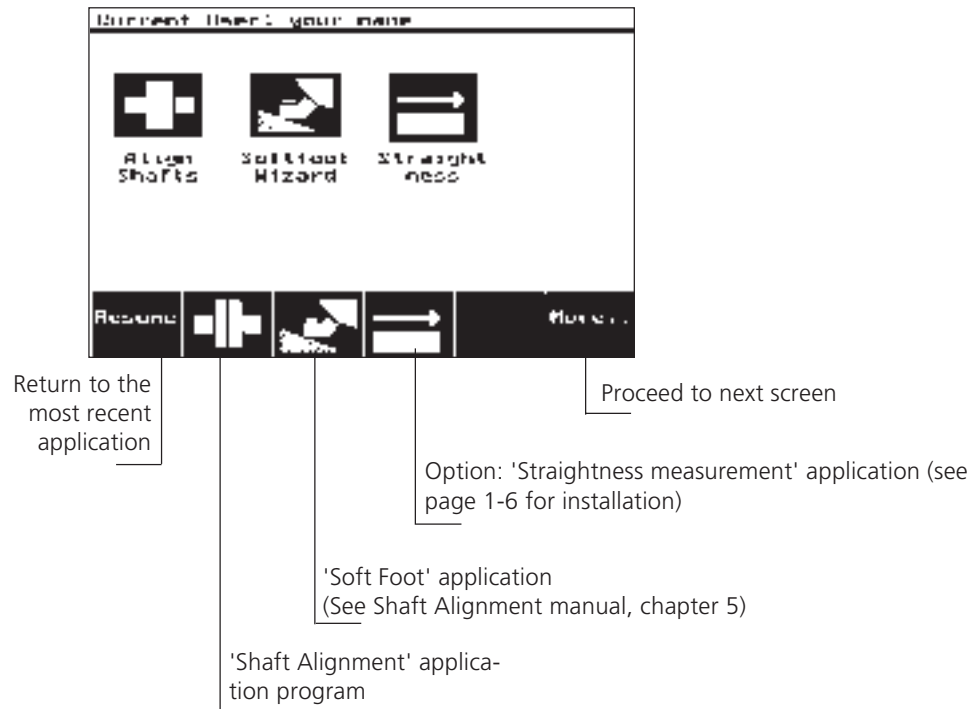 Current User: your name
Align
Shafts
Softfoot
Wizard
Straight
ness
Resume
More..
Return to the
most recent
application
Proceed to next screen
Option: 'Straightness measurement' application (see
page 1-6 for installation)
'Soft Foot' application
(See Shaft Alignment manual, chapter 5)
'Shaft Alignment' applica-
tion program